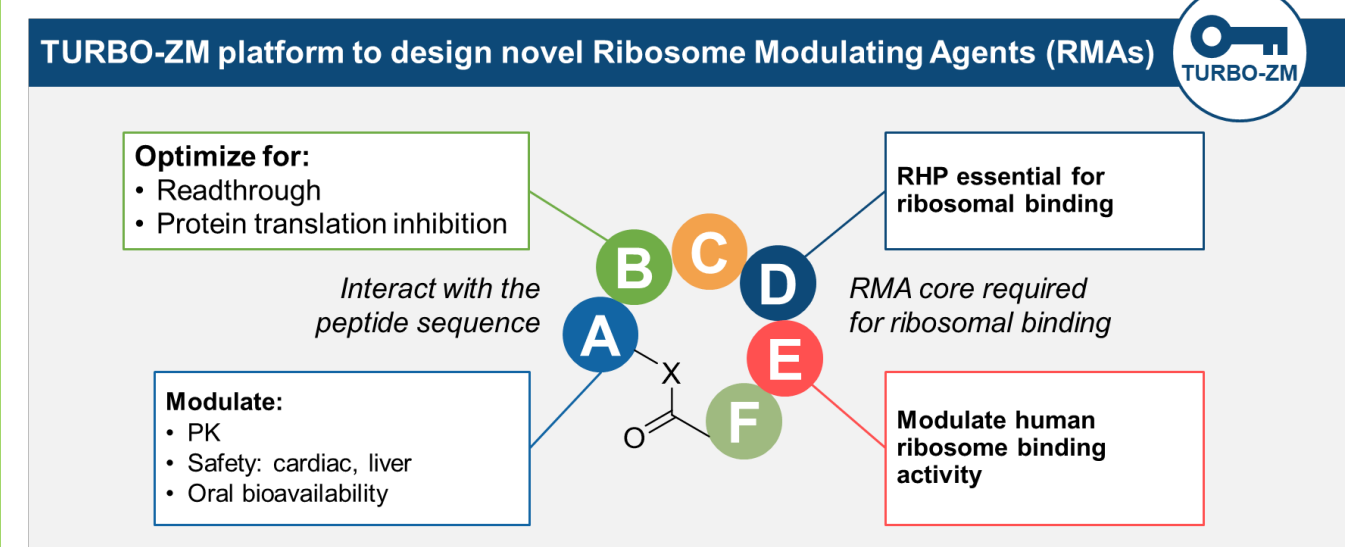 TURBO-ZM platform to design novel Ribosome Modulating Agents (RMAs)
TURBO-ZM
Optimize for:
• Readthrough
• Protein translation inhibition
RHP essential for
ribosomal binding
B
C
D
Interact with the
peptide sequence
RMA core required
for ribosomal binding
A
E
X
O
F
Modulate:
• PK
• Safety: cardiac, liver
• Oral bioavailability
Modulate human
ribosome binding
activity